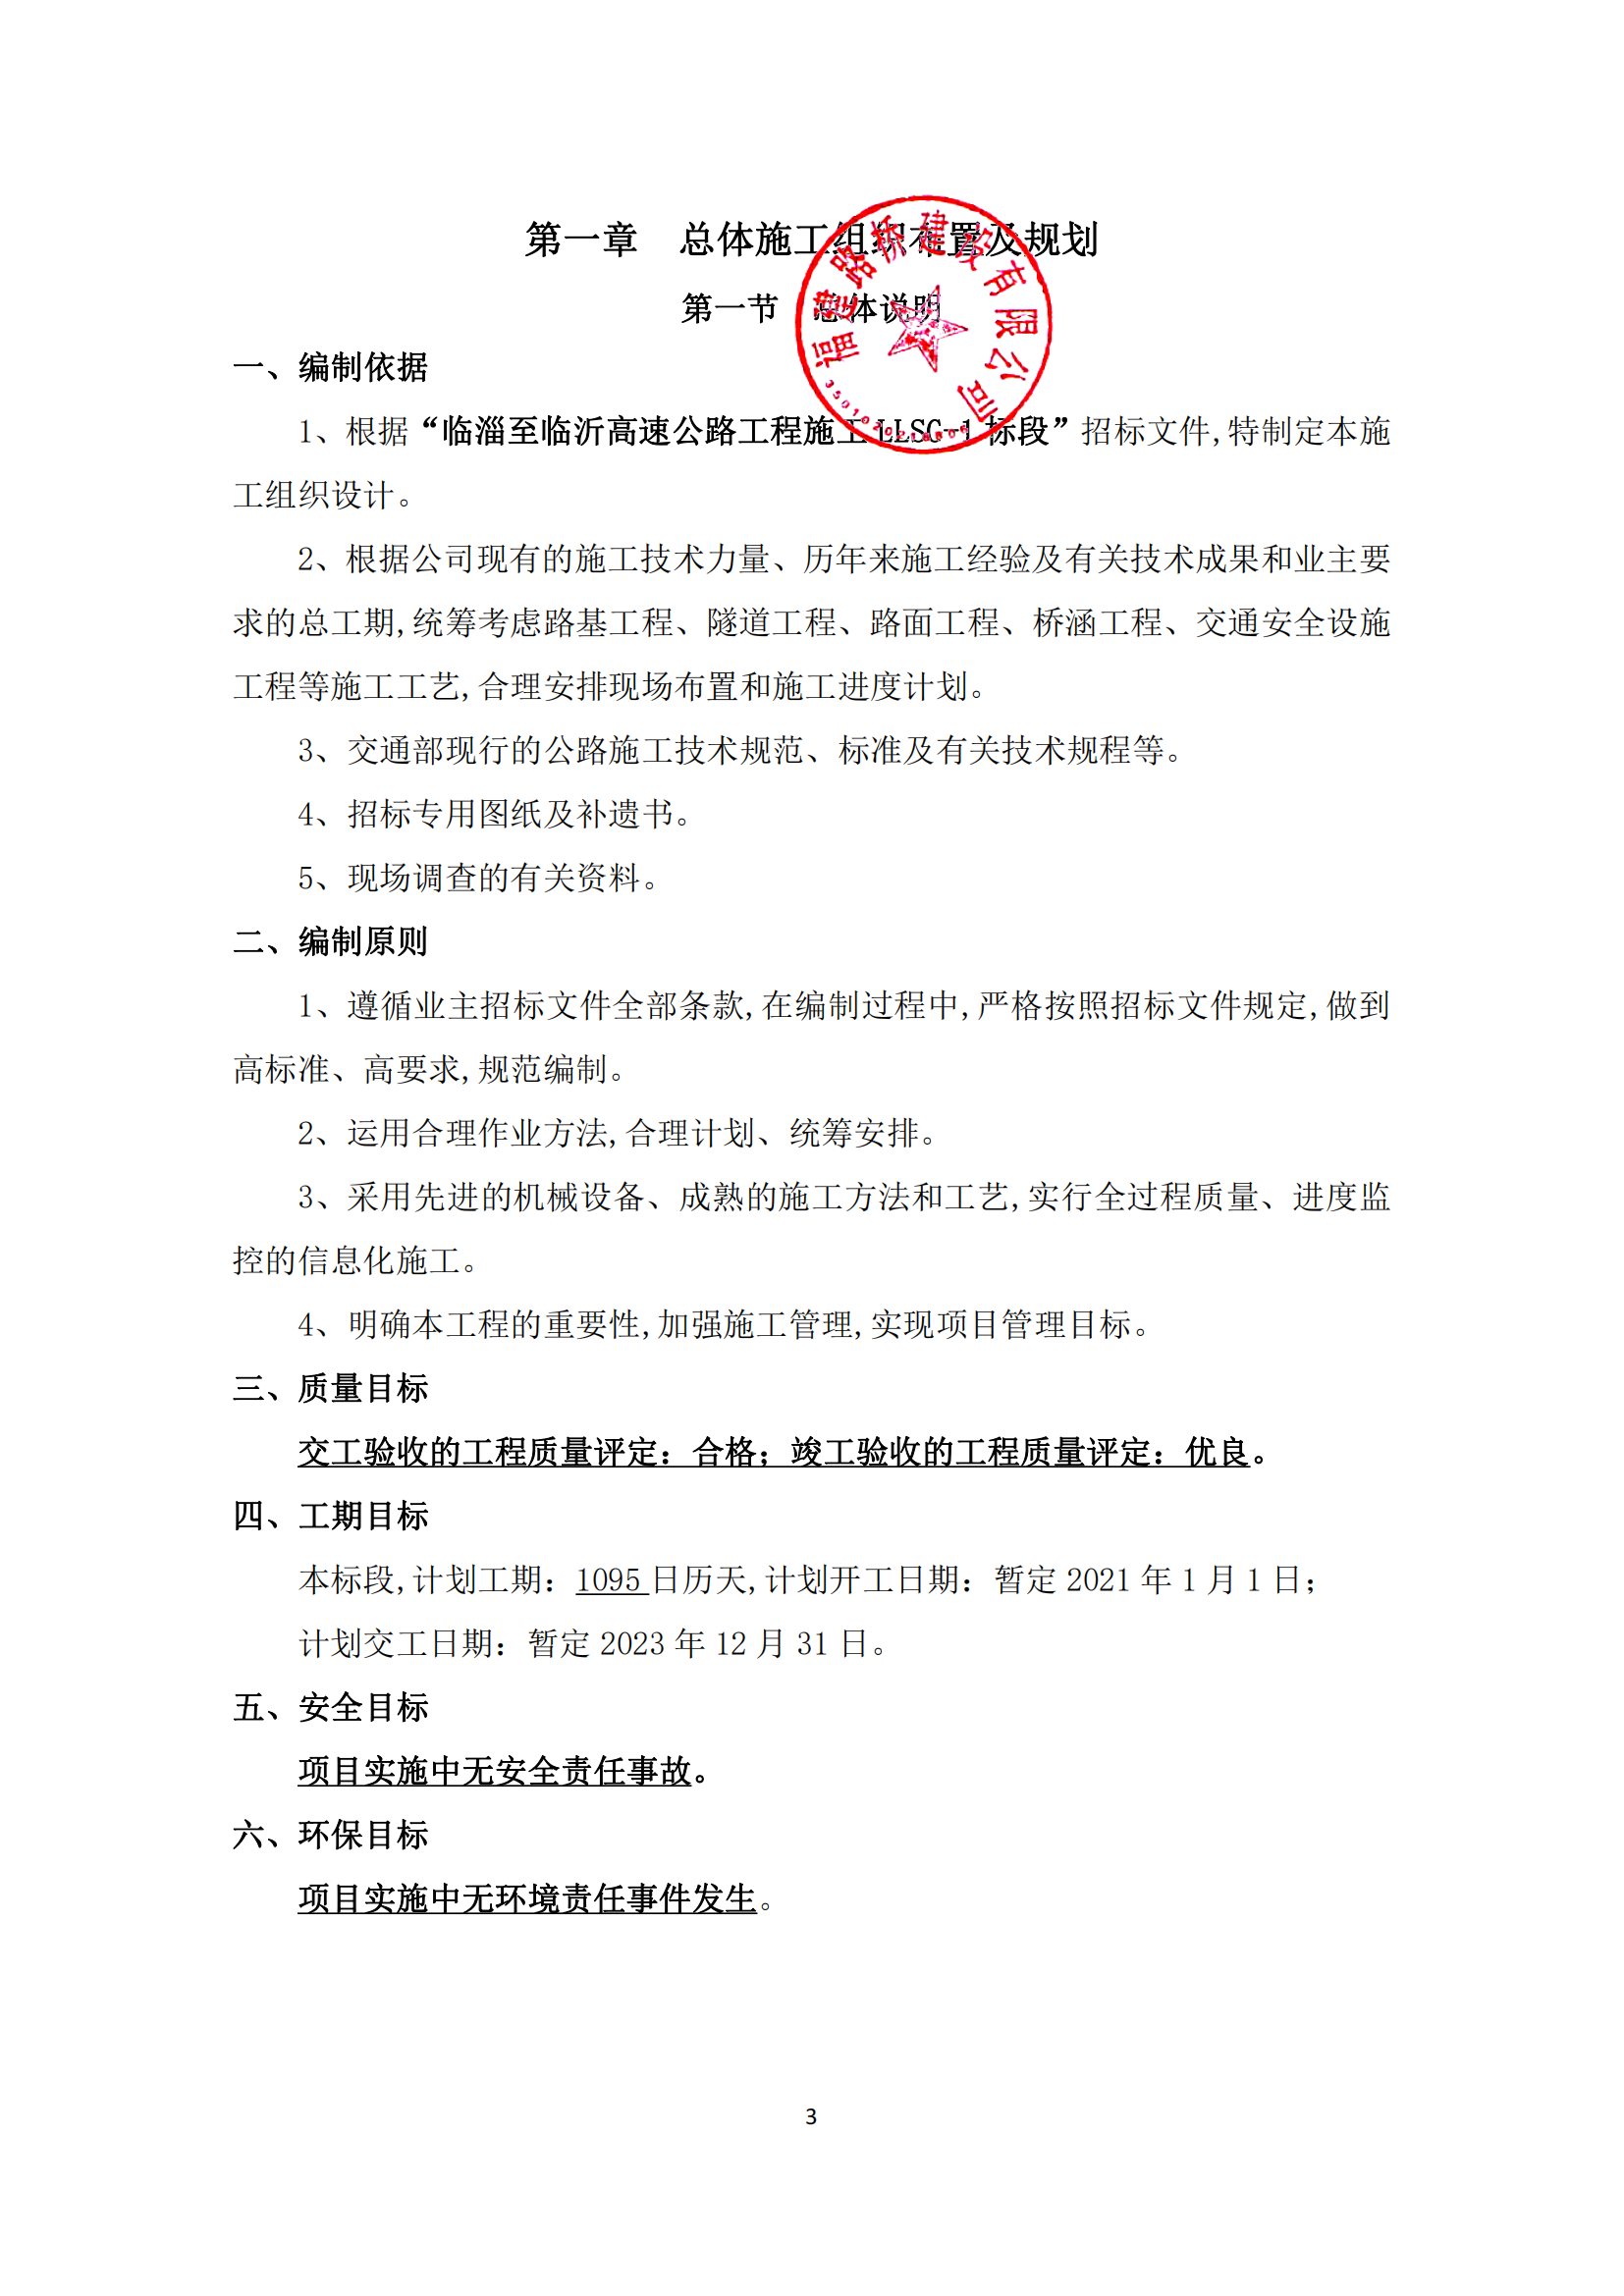 第一章 总体施工组织布置及规划
第一节 总体说明
福建路桥建设有限公司
一、编制依据
1、根据“临淄至临沂高速公路工程施工 LLSG-1 标段”招标文件,特制定本施
工组织设计。
2、根据公司现有的施工技术力量、历年来施工经验及有关技术成果和业主要
求的总工期,统筹考虑路基工程、隧道工程、路面工程、桥涵工程、交通安全设施
工程等施工工艺,合理安排现场布置和施工进度计划。
3、交通部现行的公路施工技术规范、标准及有关技术规程等。
4、招标专用图纸及补遗书。
5、现场调查的有关资料。
二、编制原则
1、遵循业主招标文件全部条款,在编制过程中,严格按照招标文件规定,做到
高标准、高要求,规范编制。
2、运用合理作业方法,合理计划、统筹安排。
3、采用先进的机械设备、成熟的施工方法和工艺,实行全过程质量、进度监
控的信息化施工。
4、明确本工程的重要性,加强施工管理,实现项目管理目标。
三、质量目标
交工验收的工程质量评定：合格；竣工验收的工程质量评定：优良。
四、工期目标
本标段,计划工期：1095 日历天,计划开工日期：暂定 2021 年 1 月 1 日；
计划交工日期：暂定 2023 年 12 月 31 日。
五、安全目标
项目实施中无安全责任事故。
六、环保目标
项目实施中无环境责任事件发生。
3